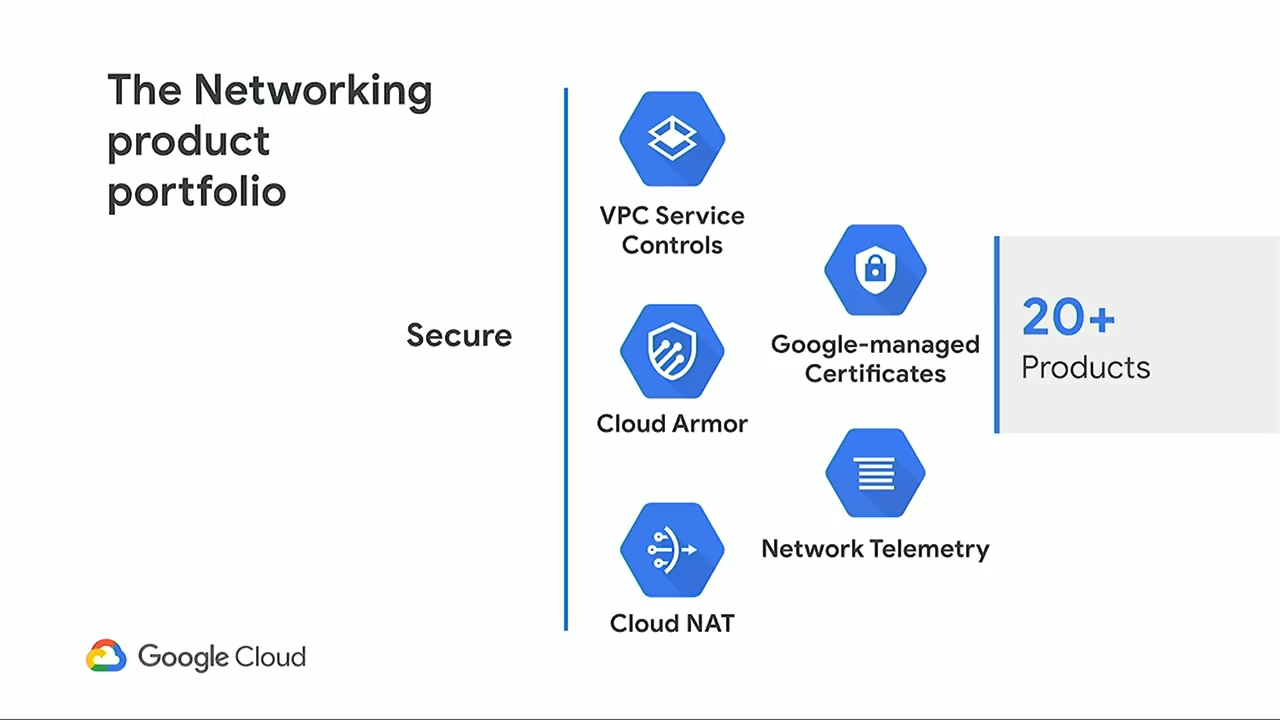 The Networking
product
portfolio
Secure
VPC Service
Controls
Cloud Armor
Cloud NAT
Google-managed
Certificates
Network Telemetry
20+
Products
Google Cloud